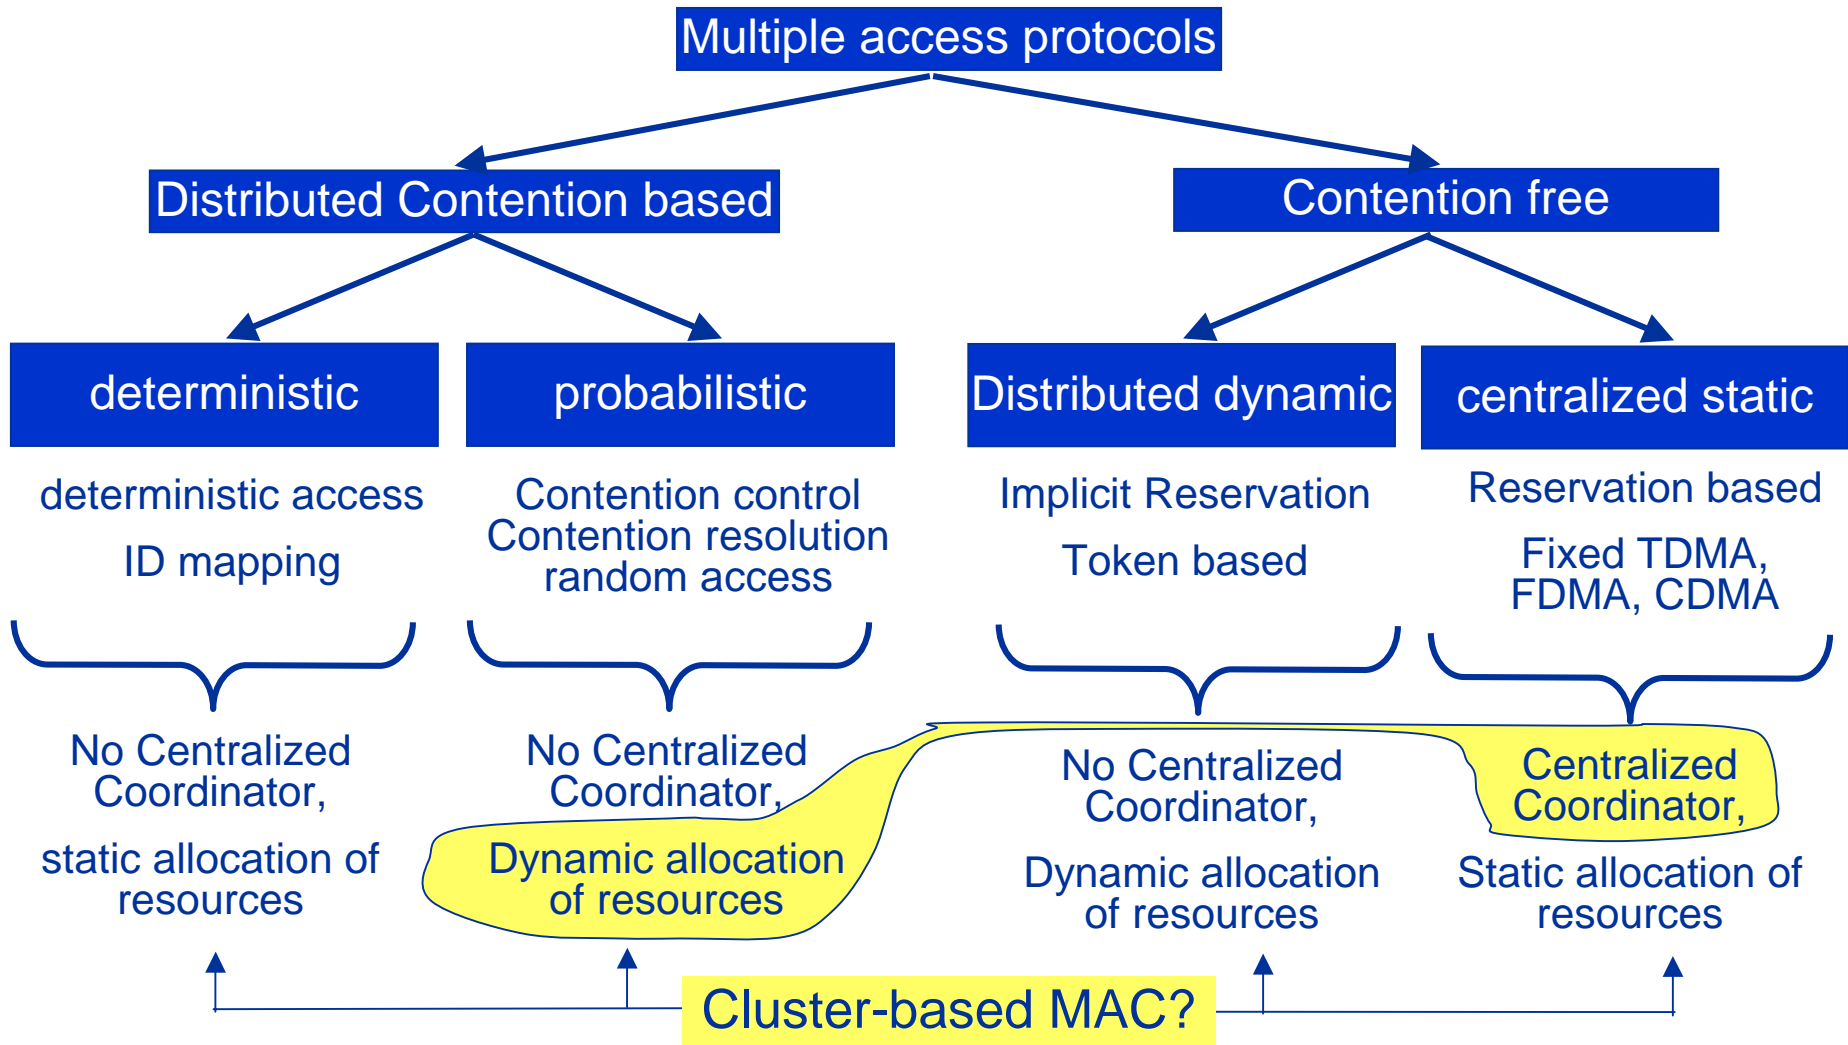 Multiple access protocols
Distributed Contention based
Contention free
deterministic
probabilistic
Distributed dynamic
centralized static
deterministic access
ID mapping
Contention control
Contention resolution
random access
Implicit Reservation
Token based
Reservation based
Fixed TDMA,
FDMA, CDMA
No Centralized
Coordinator,
static allocation of
resources
No Centralized
Coordinator,
Dynamic allocation
of resources
No Centralized
Coordinator,
Dynamic allocation
of resources
Centralized
Coordinator,
Static allocation of
resources
Cluster-based MAC?